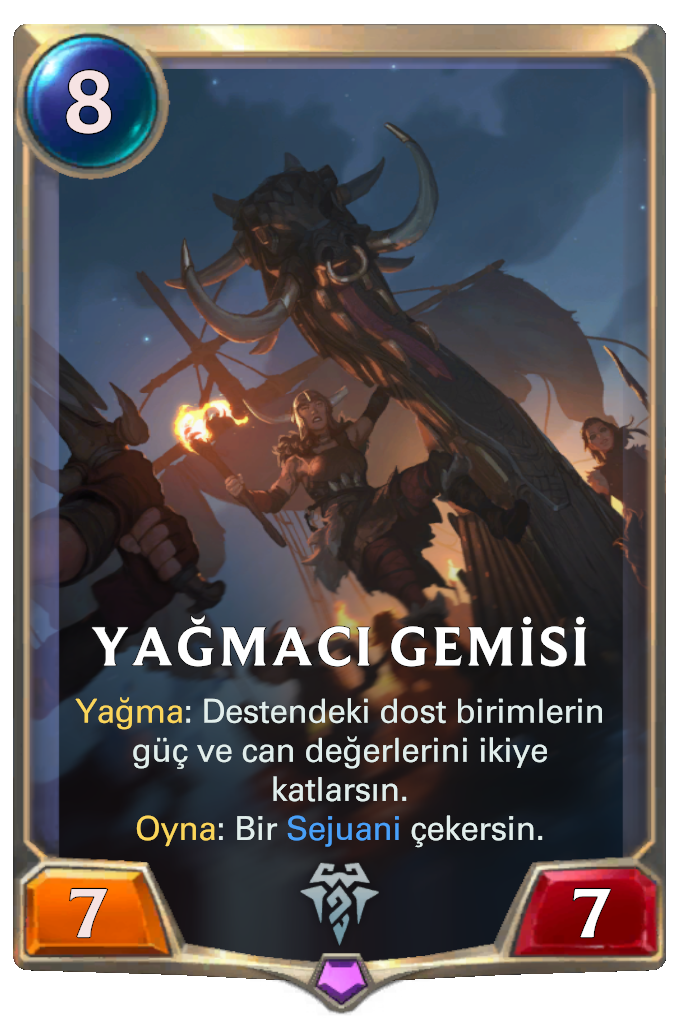 8
YAĞMACI GEMİSİ
Yağma: Destendeki dost birimlerin
güç ve can değerlerini ikiye
katlarsın.
Oyna: Bir Sejuani çekersin.
7
7